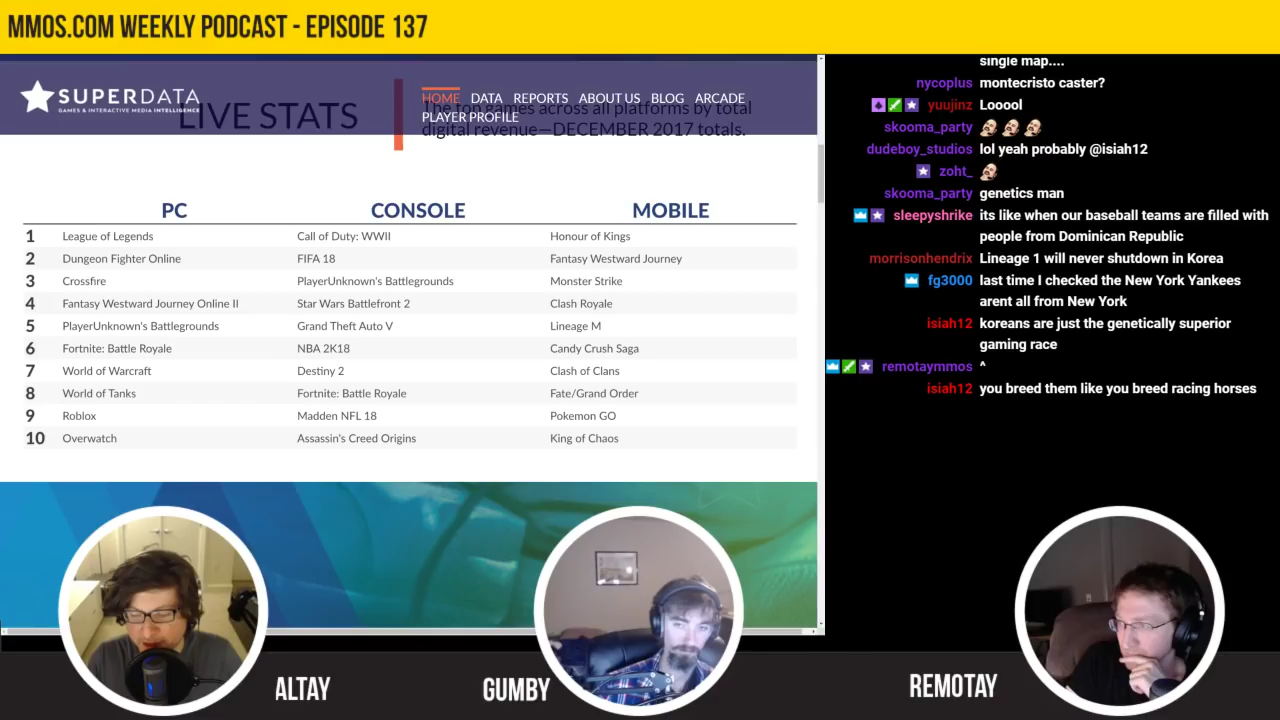 MMOS.COM WEEKLY PODCAST - EPISODE 137
SUPERDATA
GAMES & INTERACTIVE MEDIA INTELLIGENCE
LIVE STATS
HOME DATA REPORTS ABOUT US BLOG ARCADE
PLAYER PROFILE
The top games across all platforms by total
digital revenue—DECEMBER 2017 totals.
PC CONSOLE MOBILE
1 League of Legends Call of Duty: WWII Honour of Kings
2 Dungeon Fighter Online FIFA 18 Fantasy Westward Journey
3 Crossfire PlayerUnknown's Battlegrounds Monster Strike
4 Fantasy Westward Journey Online II Star Wars Battlefront 2 Clash Royale
5 PlayerUnknown's Battlegrounds Grand Theft Auto V Lineage M
6 Fortnite: Battle Royale NBA 2K18 Candy Crush Saga
7 World of Warcraft Destiny 2 Clash of Clans
8 World of Tanks Fortnite: Battle Royale Fate/Grand Order
9 Roblox Madden NFL 18 Pokemon GO
10 Overwatch Assassin's Creed Origins King of Chaos
single map....
nycoplus montecristo caster?
yuujinz Looool
skooma_party
dudeboy_studios lol yeah probably @isiah12
zoht_
skooma_party genetics man
sleepyshrike its like when our baseball teams are filled with
people from Dominican Republic
morrisonhendrix Lineage 1 will never shutdown in Korea
fg3000 last time I checked the New York Yankees
arent all from New York
isiah12 koreans are just the genetically superior
gaming race
remotaymmos ^
isiah12 you breed them like you breed racing horses
ALTAY
GUMBY
REMOTAY